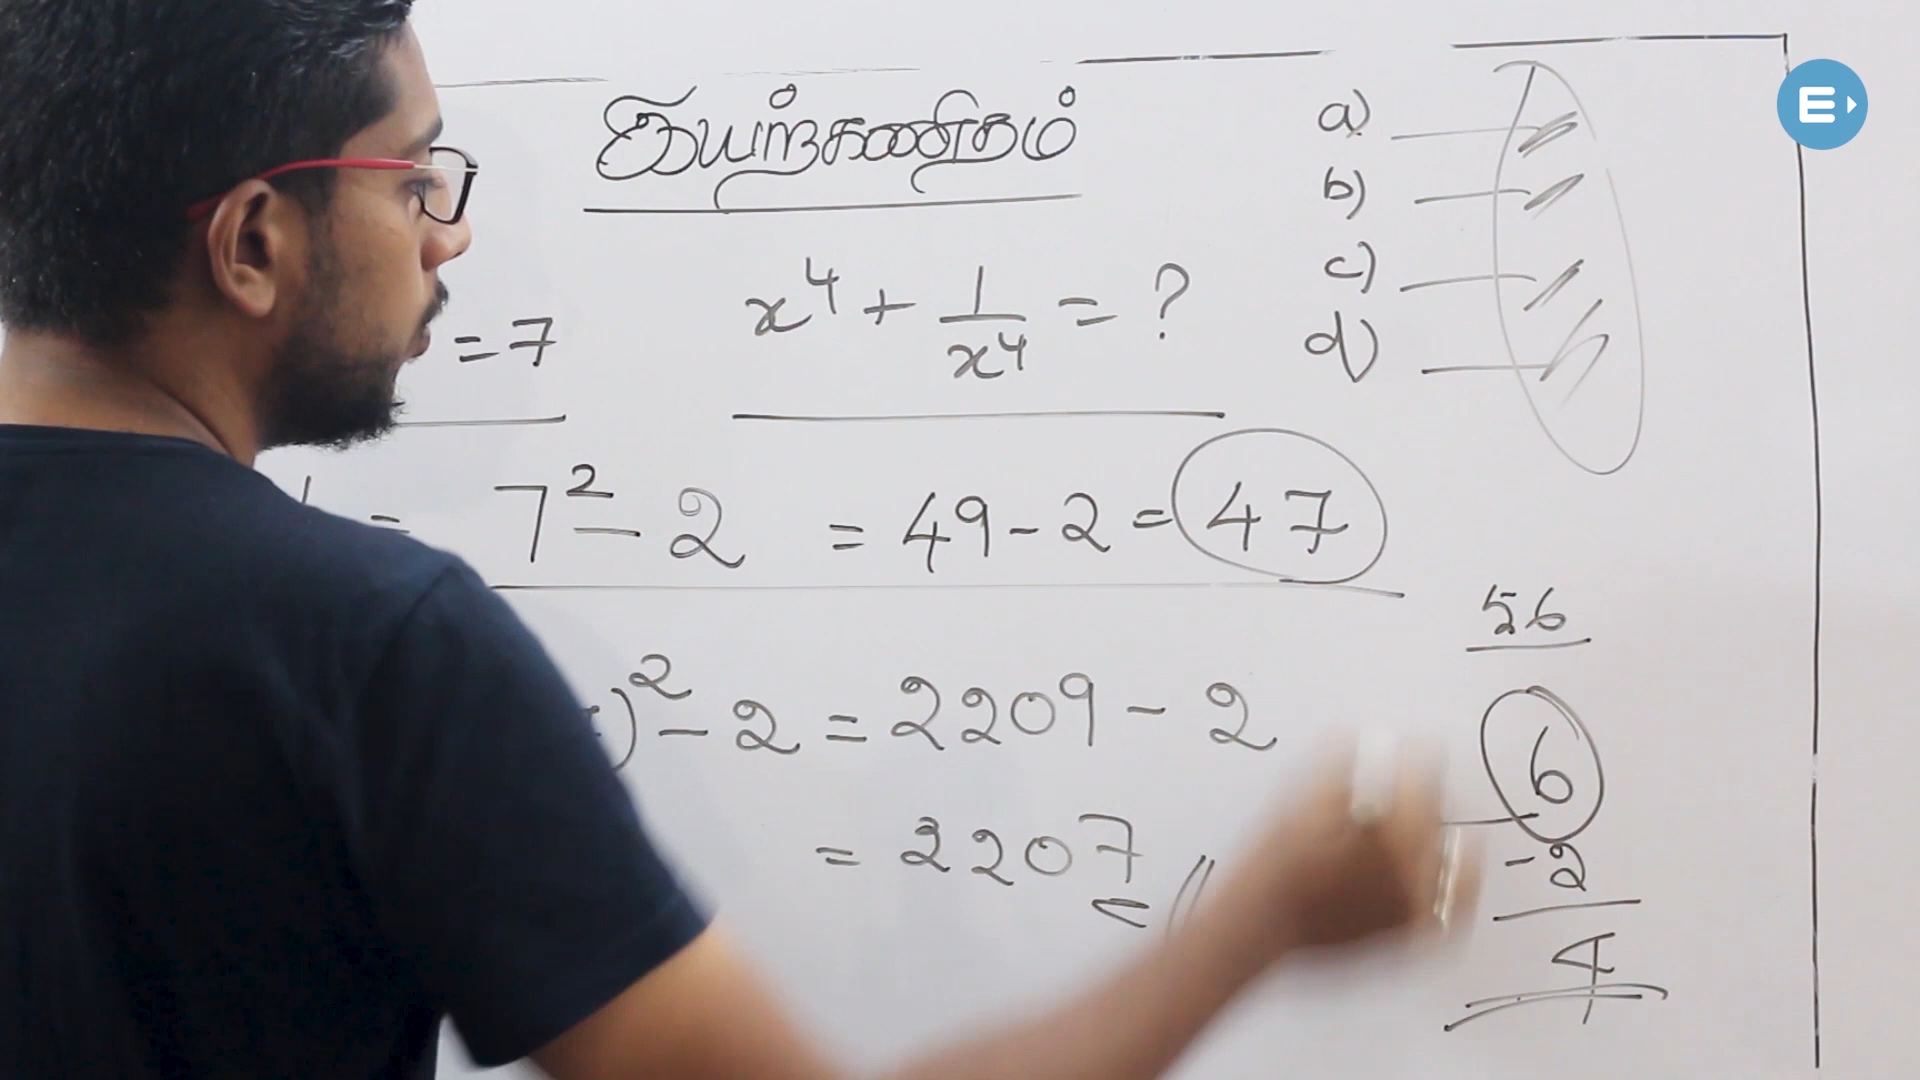 இயற்கணிதம்
a)
b)
c)
d)
= 7
x⁴ + 1/x⁴ = ?
= 7² - 2 = 49 - 2 = 47
)² - 2 = 2209 - 2
= 2207
56
6
-2
4
E